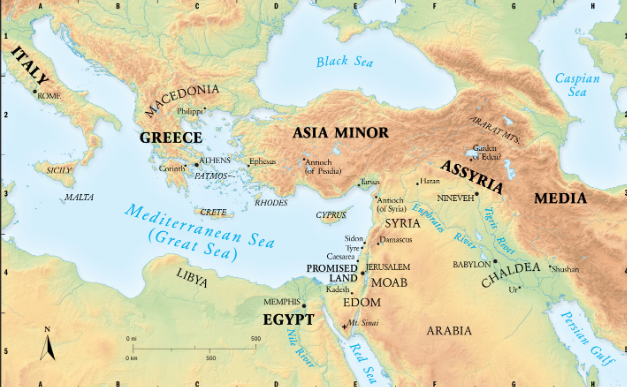 A B C D E F G H
1
2
3
4
5
ITALY
ROME
MACEDONIA
Philippi
GREECE
ATHENS
Corinth
PATMOS
Ephesus
SICILY
MALTA
CRETE
RHODES
Black Sea
Caspian
Sea
ASIA MINOR
Antioch
(of Pisidia)
Tarsus
ARARAT MTS.
Garden
of Eden?
ASSYRIA
Haran
NINEVEH
MEDIA
Mediterranean Sea
(Great Sea)
CYPRUS
Antioch
(of Syria)
SYRIA
Euphrates
River
Tigris
River
Sidon
Tyre
Damascus
Caesarea
PROMISED
LAND
JERUSALEM
MOAB
Kadesh
EDOM
BABYLON
CHALDEA
Shushan
Ur
LIBYA
MEMPHIS
EGYPT
Mt. Sinai
Nile River
Red Sea
ARABIA
Persian Gulf
N
0 mi 500
0 km 500
A B C D E F G